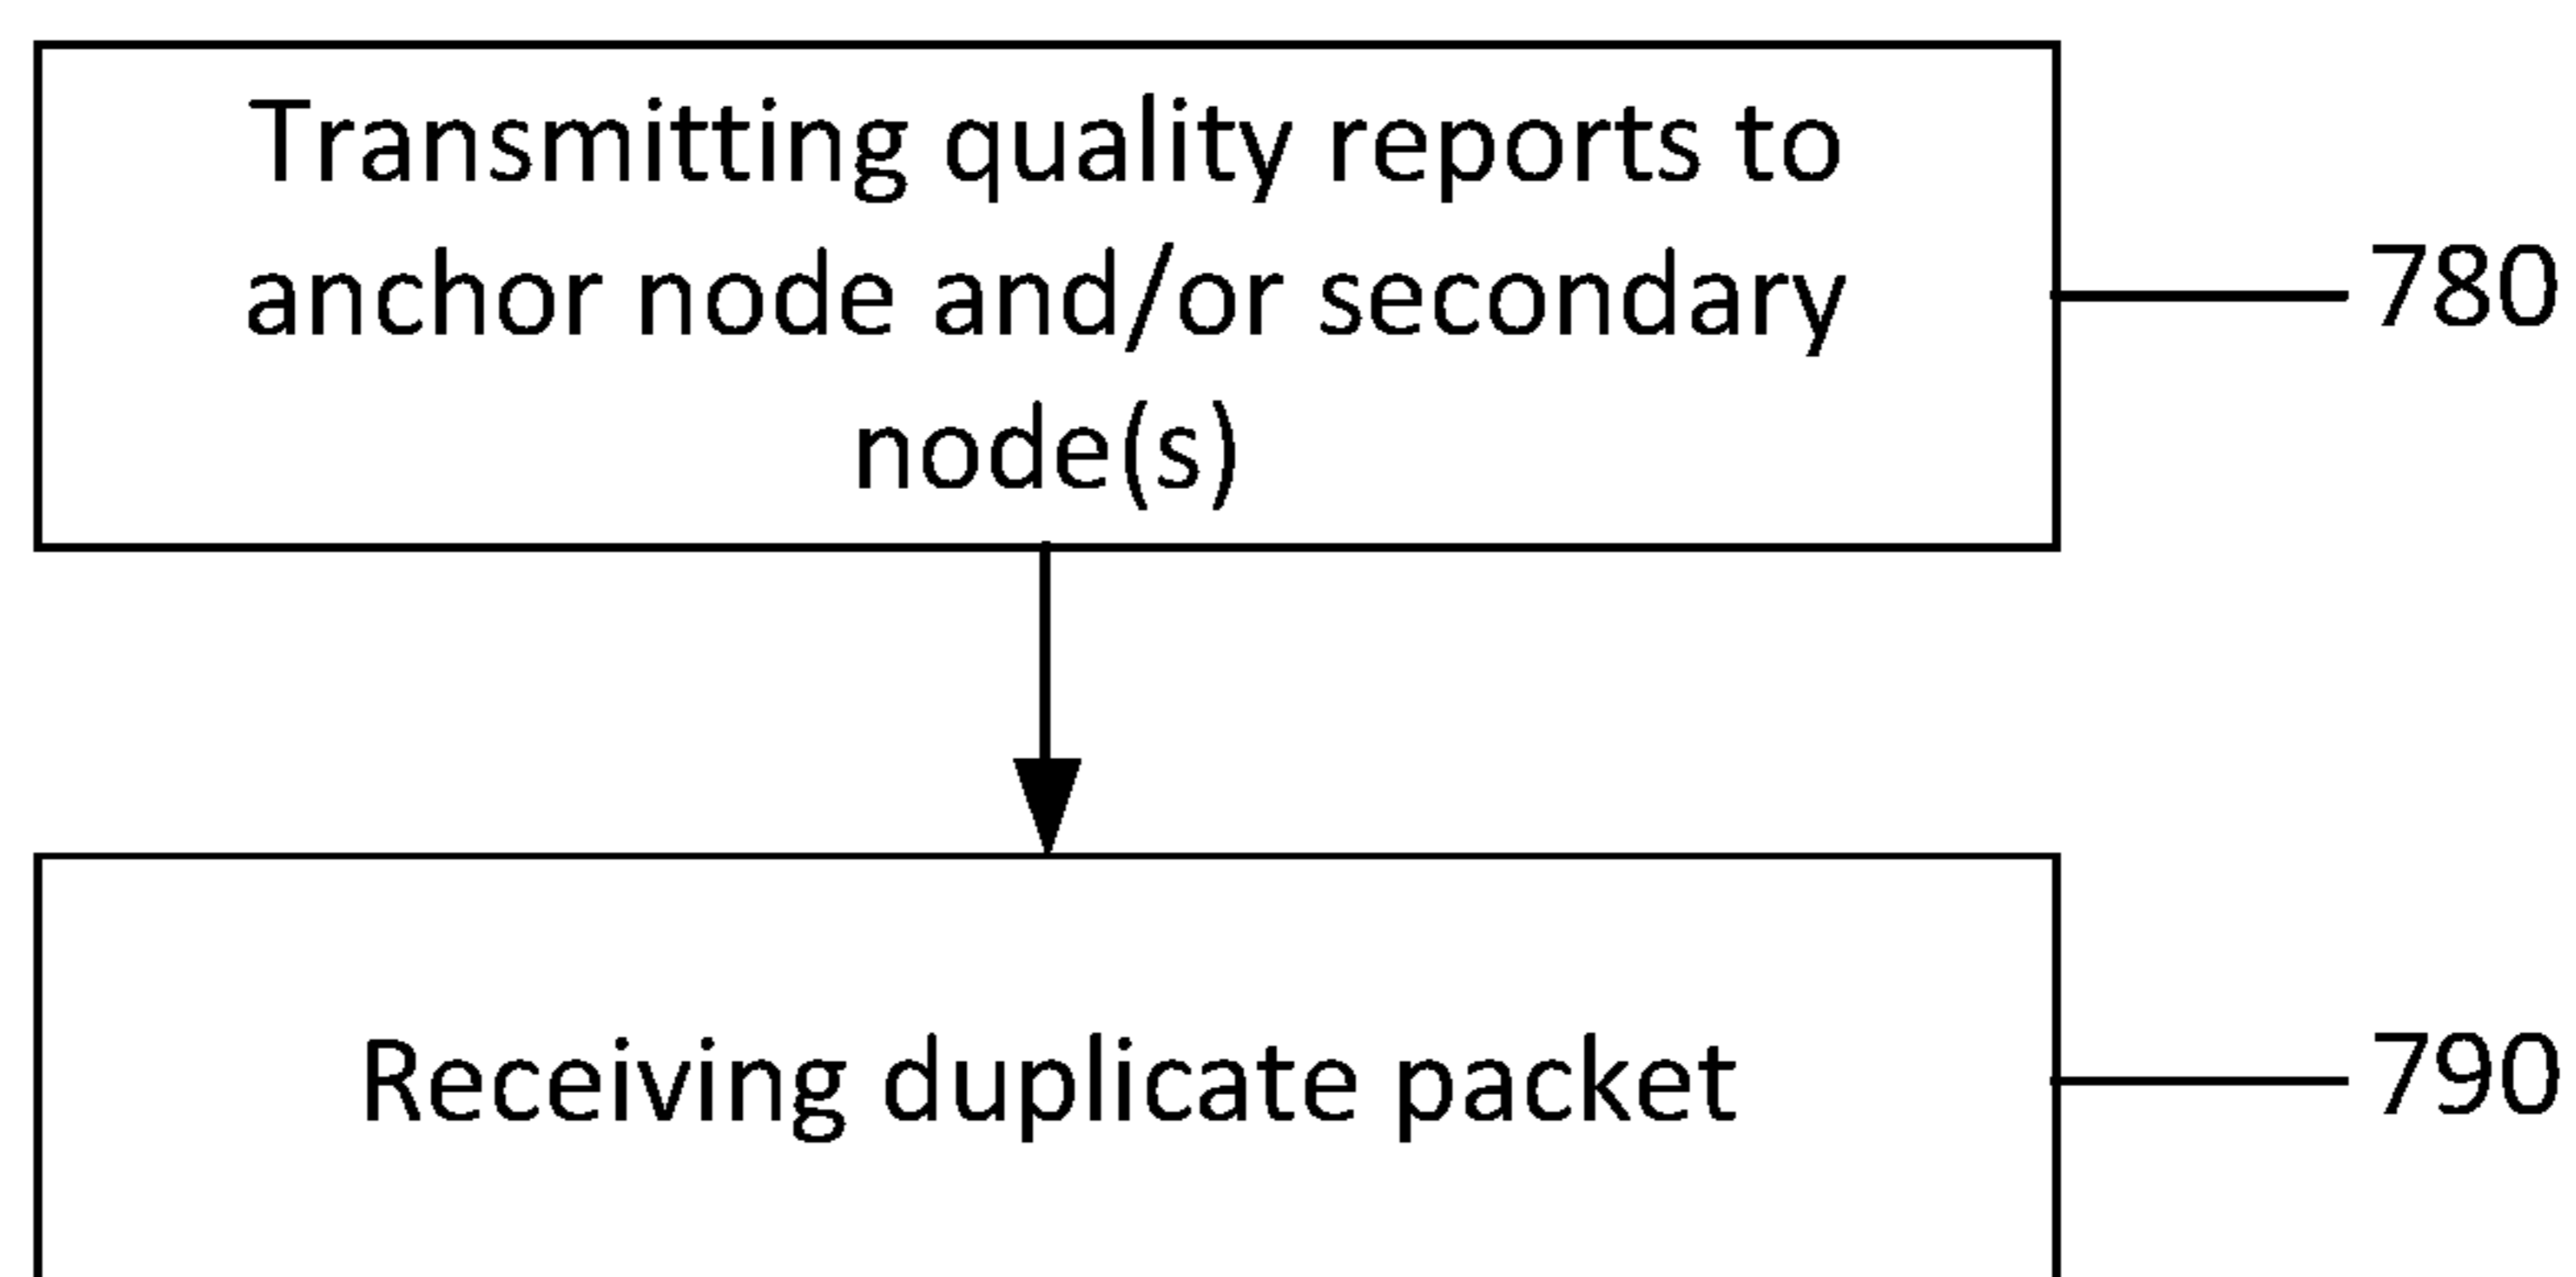 Transmitting quality reports to
anchor node and/or secondary
node(s)
780
Receiving duplicate packet
790